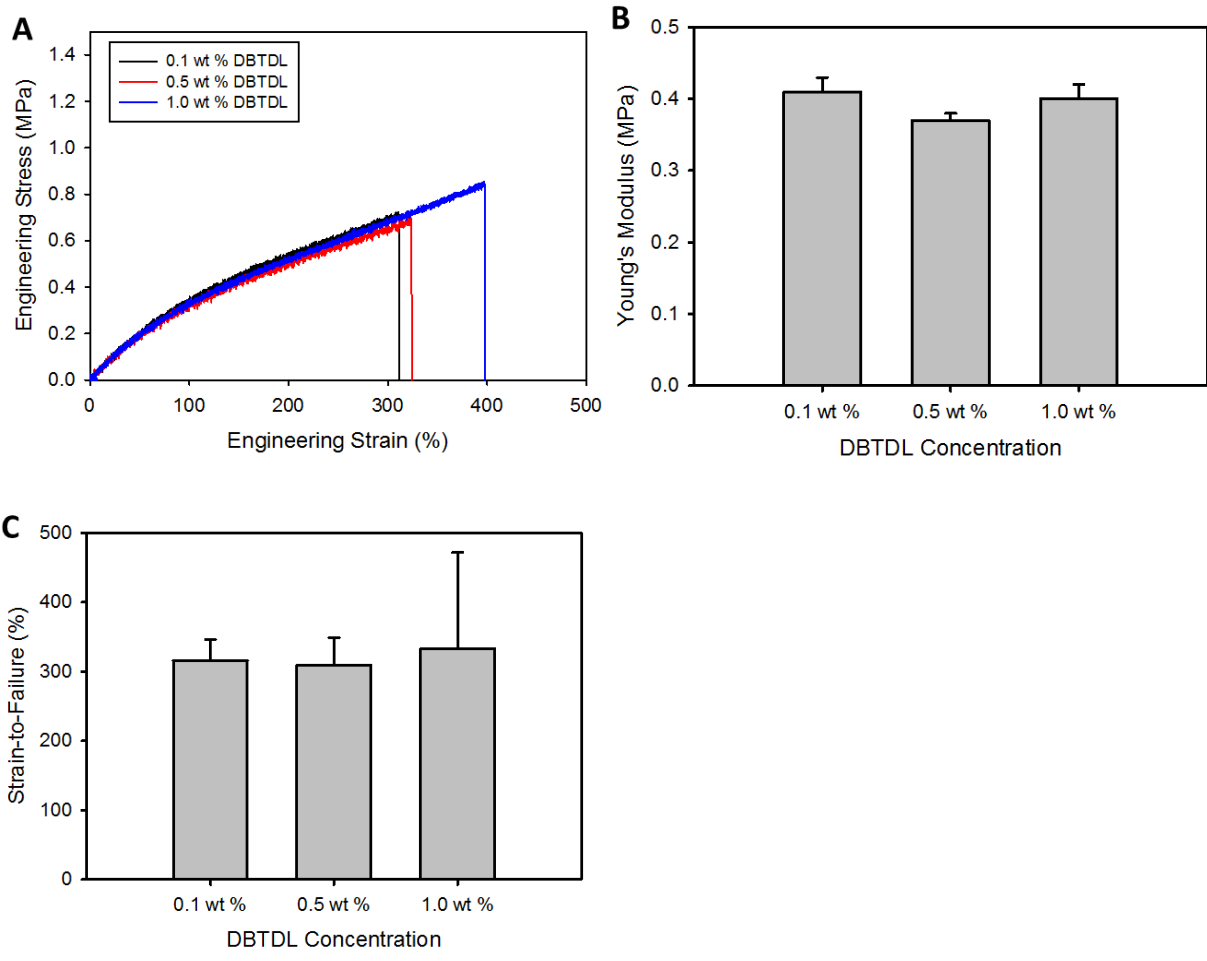 A
0.1 wt % DBTDL
0.5 wt % DBTDL
1.0 wt % DBTDL
Engineering Stress (MPa)
1.4
1.2
1.0
0.8
0.6
0.4
0.2
0.0
0 100 200 300 400 500
Engineering Strain (%)
B
Young's Modulus (MPa)
0.5
0.4
0.3
0.2
0.1
0.0
0.1 wt % 0.5 wt % 1.0 wt %
DBTDL Concentration
C
Strain-to-Failure (%)
500
400
300
200
100
0
0.1 wt % 0.5 wt % 1.0 wt %
DBTDL Concentration